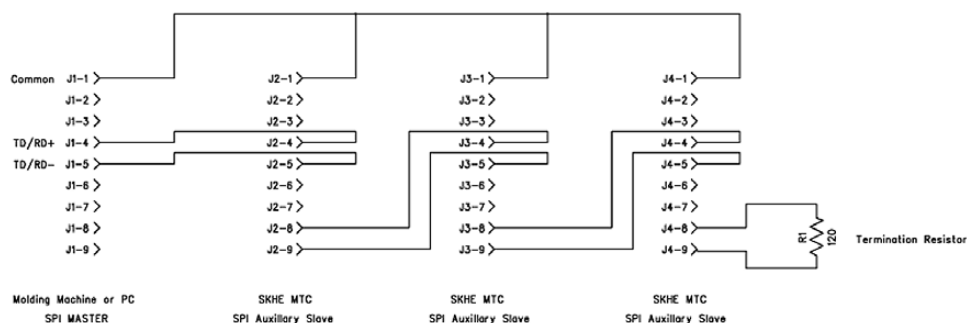 Common J1-1 J2-1 J3-1 J4-1
J1-2 J2-2 J3-2 J4-2
J1-3 J2-3 J3-3 J4-3
TD/RD+ J1-4 J2-4 J3-4 J4-4
TD/RD- J1-5 J2-5 J3-5 J4-5
J1-6 J2-6 J3-6 J4-6
J1-7 J2-7 J3-7 J4-7
J1-8 J2-8 J3-8 J4-8
R1 120 Termination Resistor
J1-9 J2-9 J3-9 J4-9
Molding Machine or PC SKHE MTC SKHE MTC SKHE MTC
SPI MASTER SPI Auxillary Slave SPI Auxillary Slave SPI Auxillary Slave